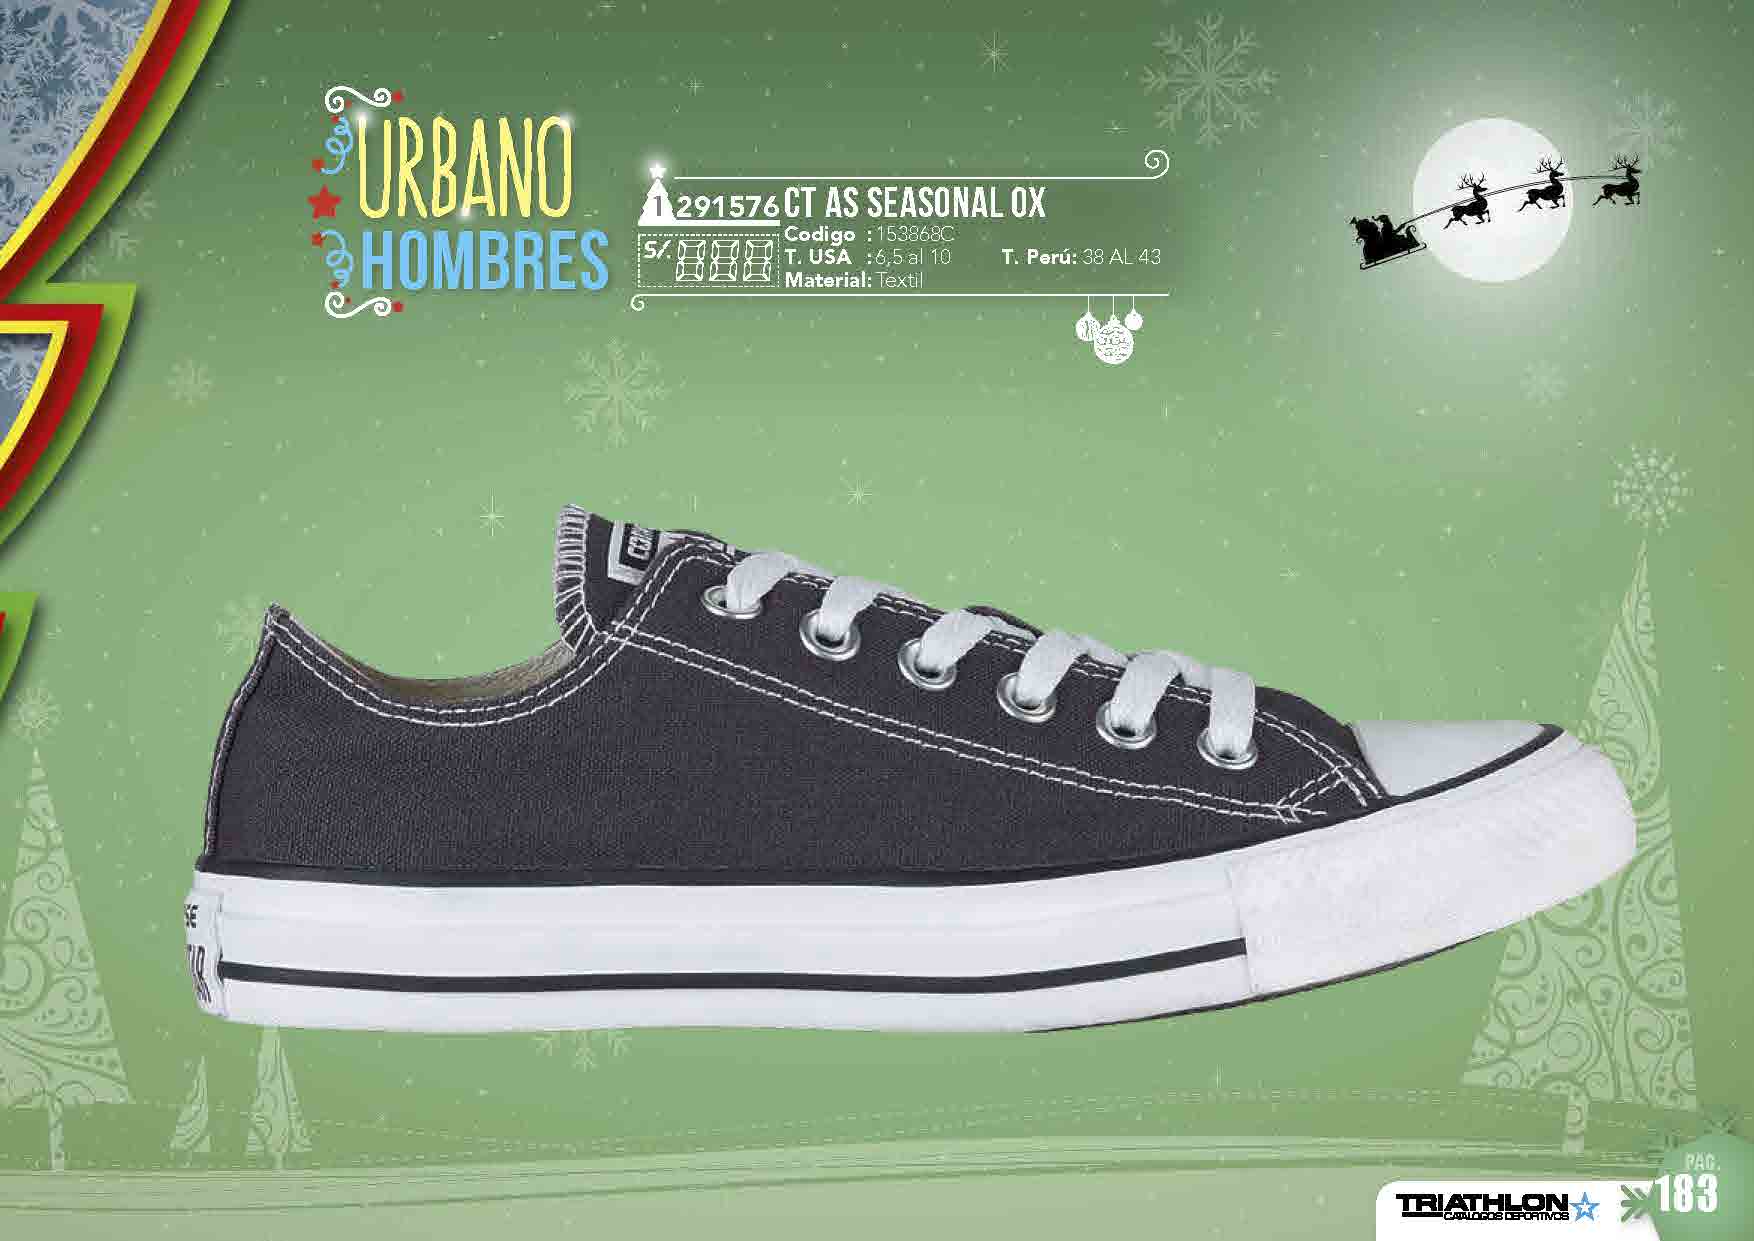 URBANO
HOMBRES
1 291576 CT AS SEASONAL OX
S/. 888
Codigo : 153868C
T. USA : 6,5 al 10 T. Perú: 38 AL 43
Material: Textil
SE
PAG.
183
TRIATHLON
CATALOGOS DEPORTIVOS